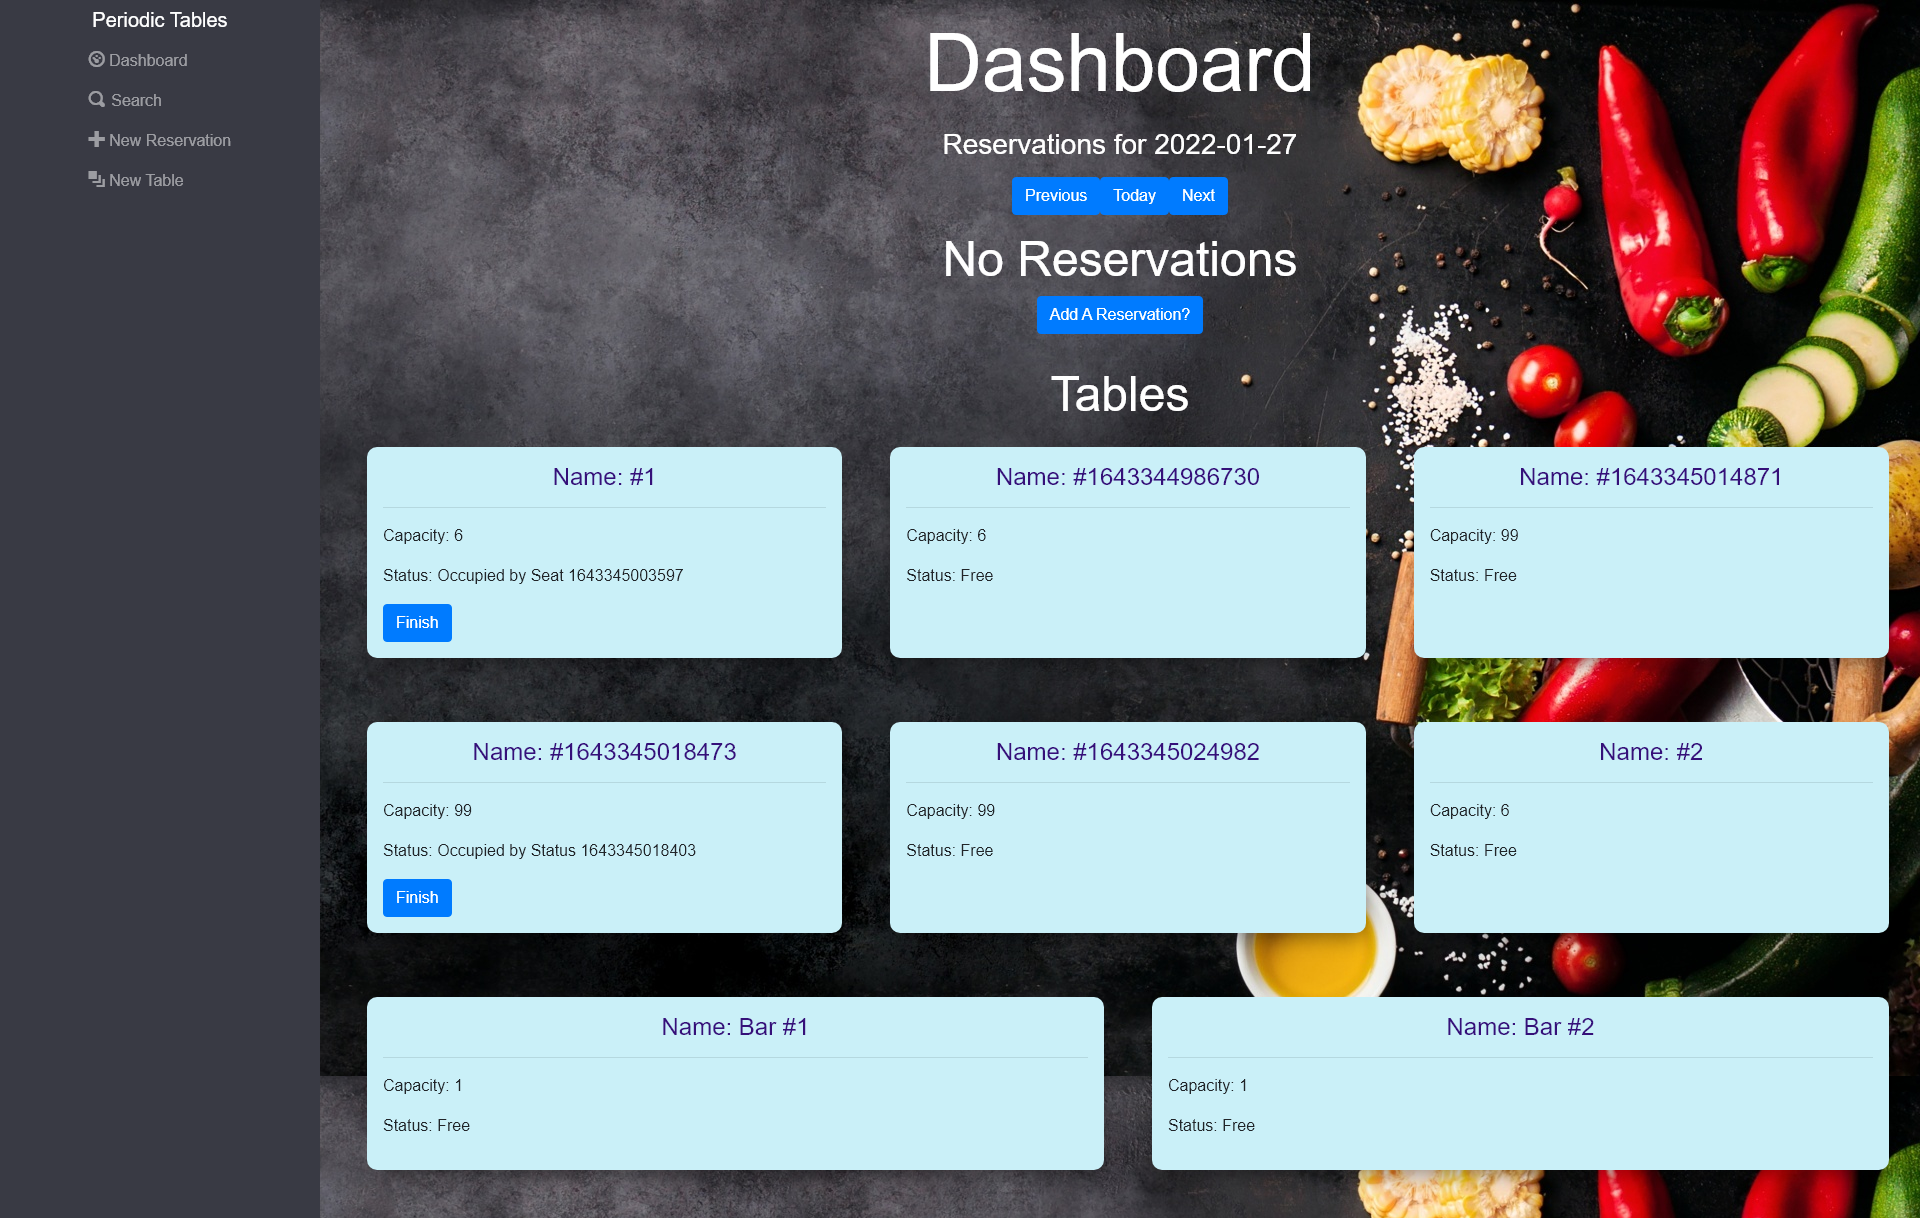 Periodic Tables
Dashboard
Search
New Reservation
New Table
Dashboard
Reservations for 2022-01-27
Previous Today Next
No Reservations
Add A Reservation?
Tables
Name: #1
Capacity: 6
Status: Occupied by Seat 1643345003597
Finish
Name: #1643344986730
Capacity: 6
Status: Free
Name: #1643345014871
Capacity: 99
Status: Free
Name: #1643345018473
Capacity: 99
Status: Occupied by Status 1643345018403
Finish
Name: #1643345024982
Capacity: 99
Status: Free
Name: #2
Capacity: 6
Status: Free
Name: Bar #1
Capacity: 1
Status: Free
Name: Bar #2
Capacity: 1
Status: Free